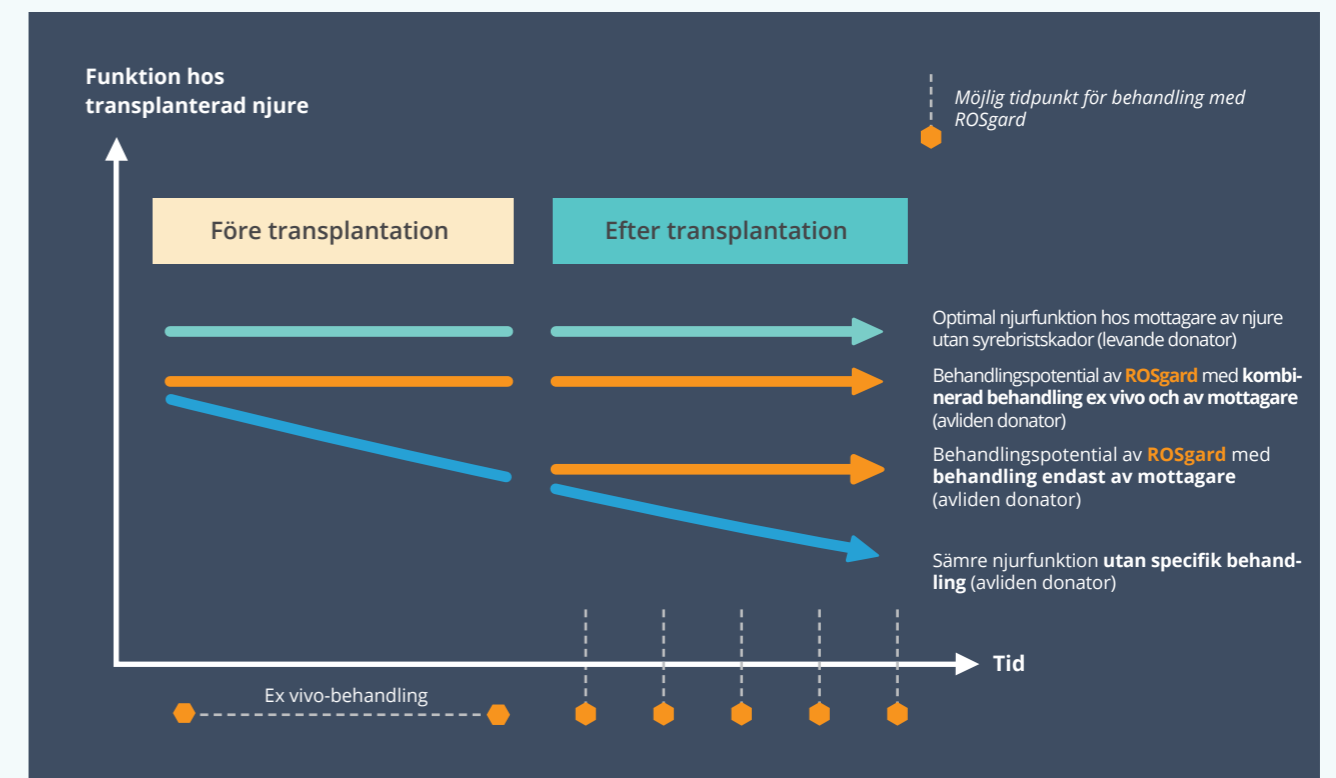 Funktion hos
transplanterad njure
Möjlig tidpunkt för behandling med
ROSgard
Före transplantation
Efter transplantation
Optimal njurfunktion hos mottagare av njure
utan syrebristskador (levande donator)
Behandlingspotential av ROSgard med kombi-
nerad behandling ex vivo och av mottagare
(avliden donator)
Behandlingspotential av ROSgard med
behandling endast av mottagare
(avliden donator)
Sämre njurfunktion utan specifik behand-
ling (avliden donator)
Tid
Ex vivo-behandling